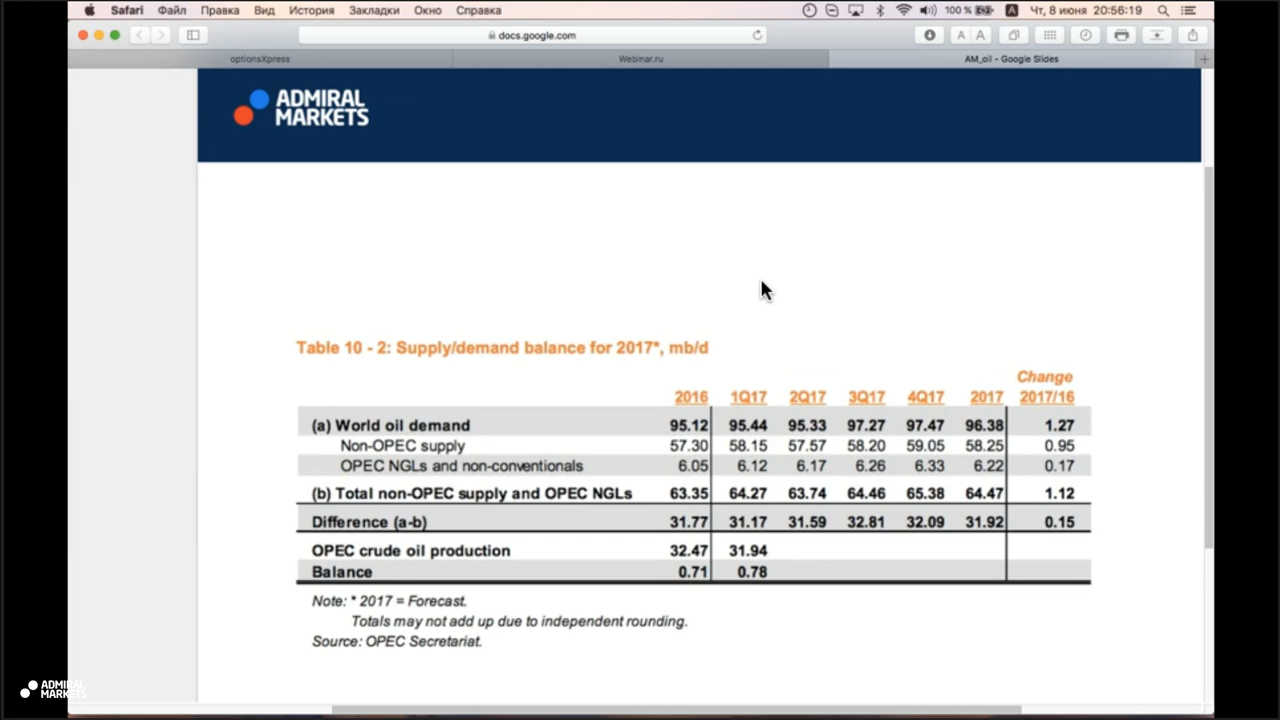 Safari Файл Правка Вид История Закладки Окно Справка 100 % A Чт, 8 июня 20:56:19
docs.google.com A A
optionsXpress Webinar.ru AM_oil - Google Slides
ADMIRAL
MARKETS
Table 10 - 2: Supply/demand balance for 2017*, mb/d
Change
2016 1Q17 2Q17 3Q17 4Q17 2017 2017/16
(a) World oil demand 95.12 95.44 95.33 97.27 97.47 96.38 1.27
Non-OPEC supply 57.30 58.15 57.57 58.20 59.05 58.25 0.95
OPEC NGLs and non-conventionals 6.05 6.12 6.17 6.26 6.33 6.22 0.17
(b) Total non-OPEC supply and OPEC NGLs 63.35 64.27 63.74 64.46 65.38 64.47 1.12
Difference (a-b) 31.77 31.17 31.59 32.81 32.09 31.92 0.15
OPEC crude oil production 32.47 31.94
Balance 0.71 0.78
Note: * 2017 = Forecast.
Totals may not add up due to independent rounding.
Source: OPEC Secretariat.
ADMIRAL
MARKETS